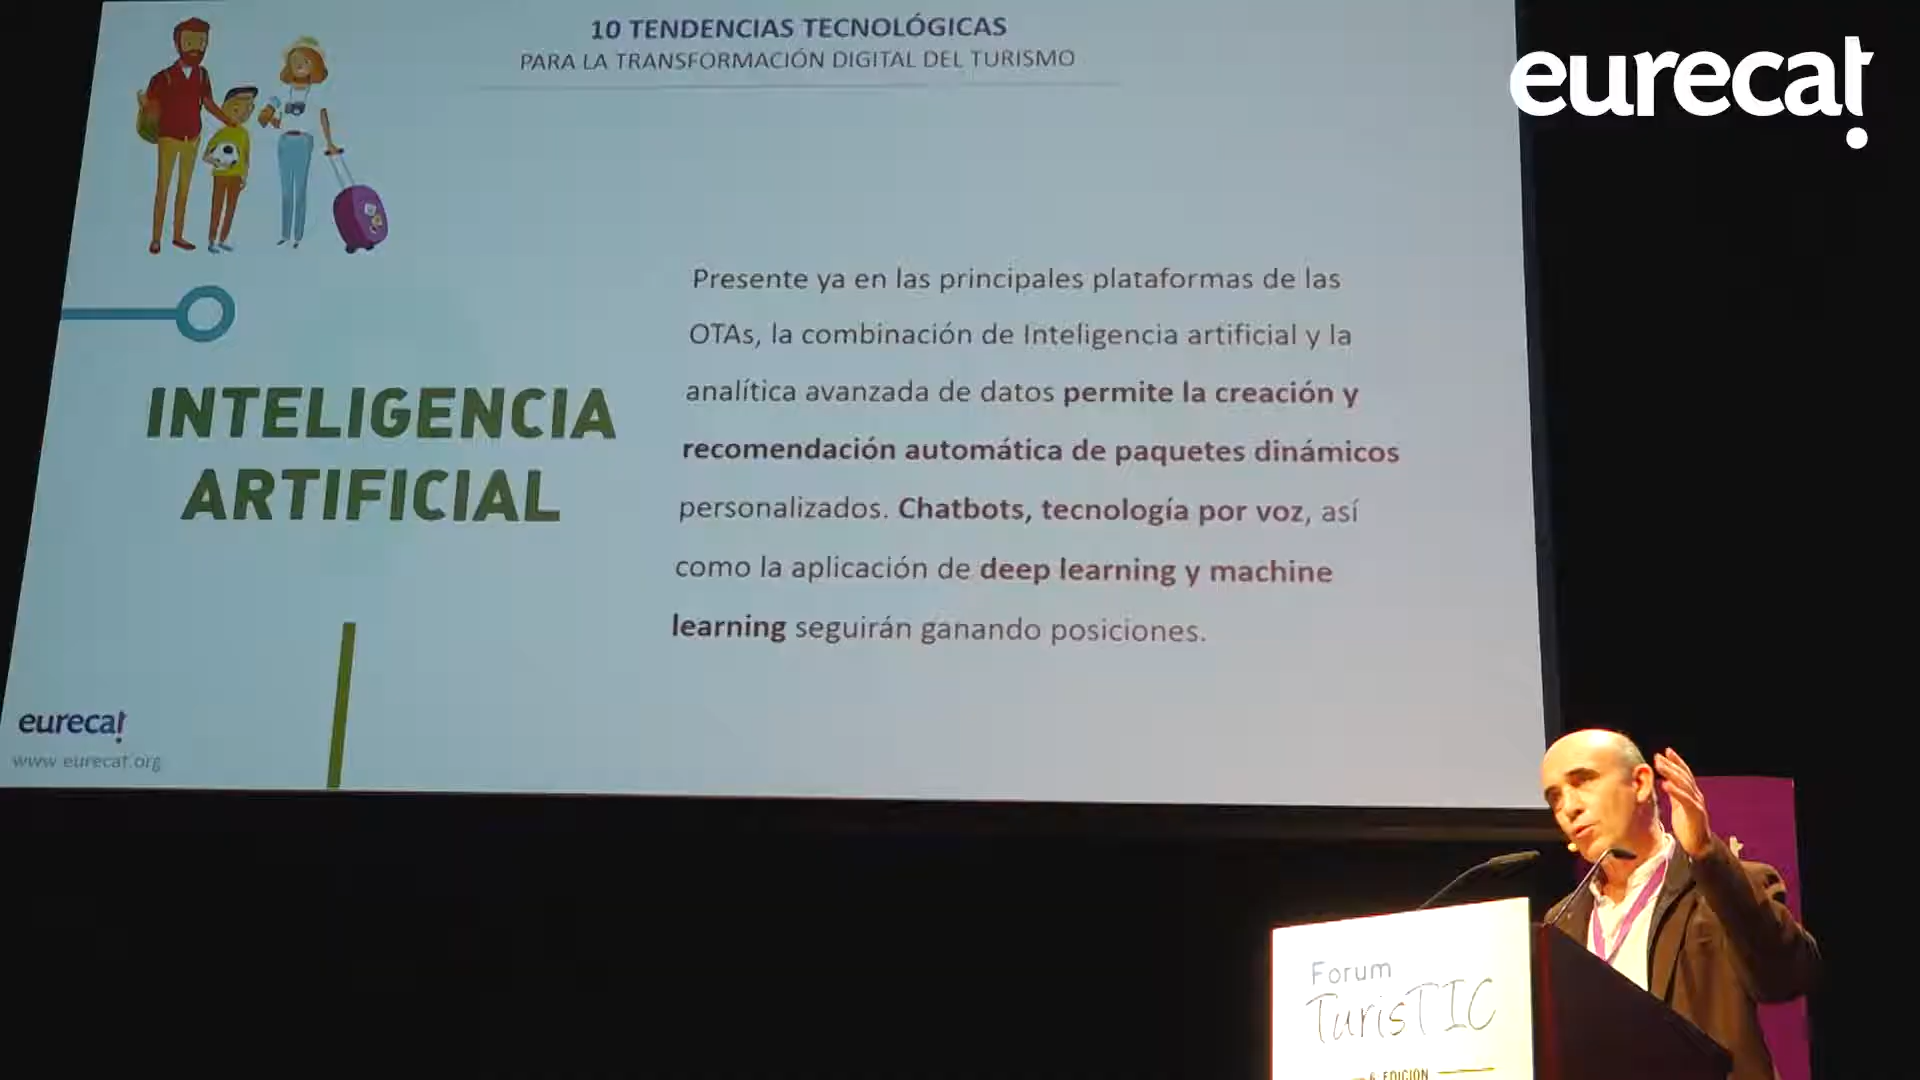 10 TENDENCIAS TECNOLÓGICAS
PARA LA TRANSFORMACIÓN DIGITAL DEL TURISMO
eurecat
INTELIGENCIA
ARTIFICIAL
Presente ya en las principales plataformas de las
OTAs, la combinación de Inteligencia artificial y la
analítica avanzada de datos permite la creación y
recomendación automática de paquetes dinámicos
personalizados. Chatbots, tecnología por voz, así
como la aplicación de deep learning y machine
learning seguirán ganando posiciones.
eurecat
www.eurecat.org
Forum
TurisTIC
6. EDICIÓN